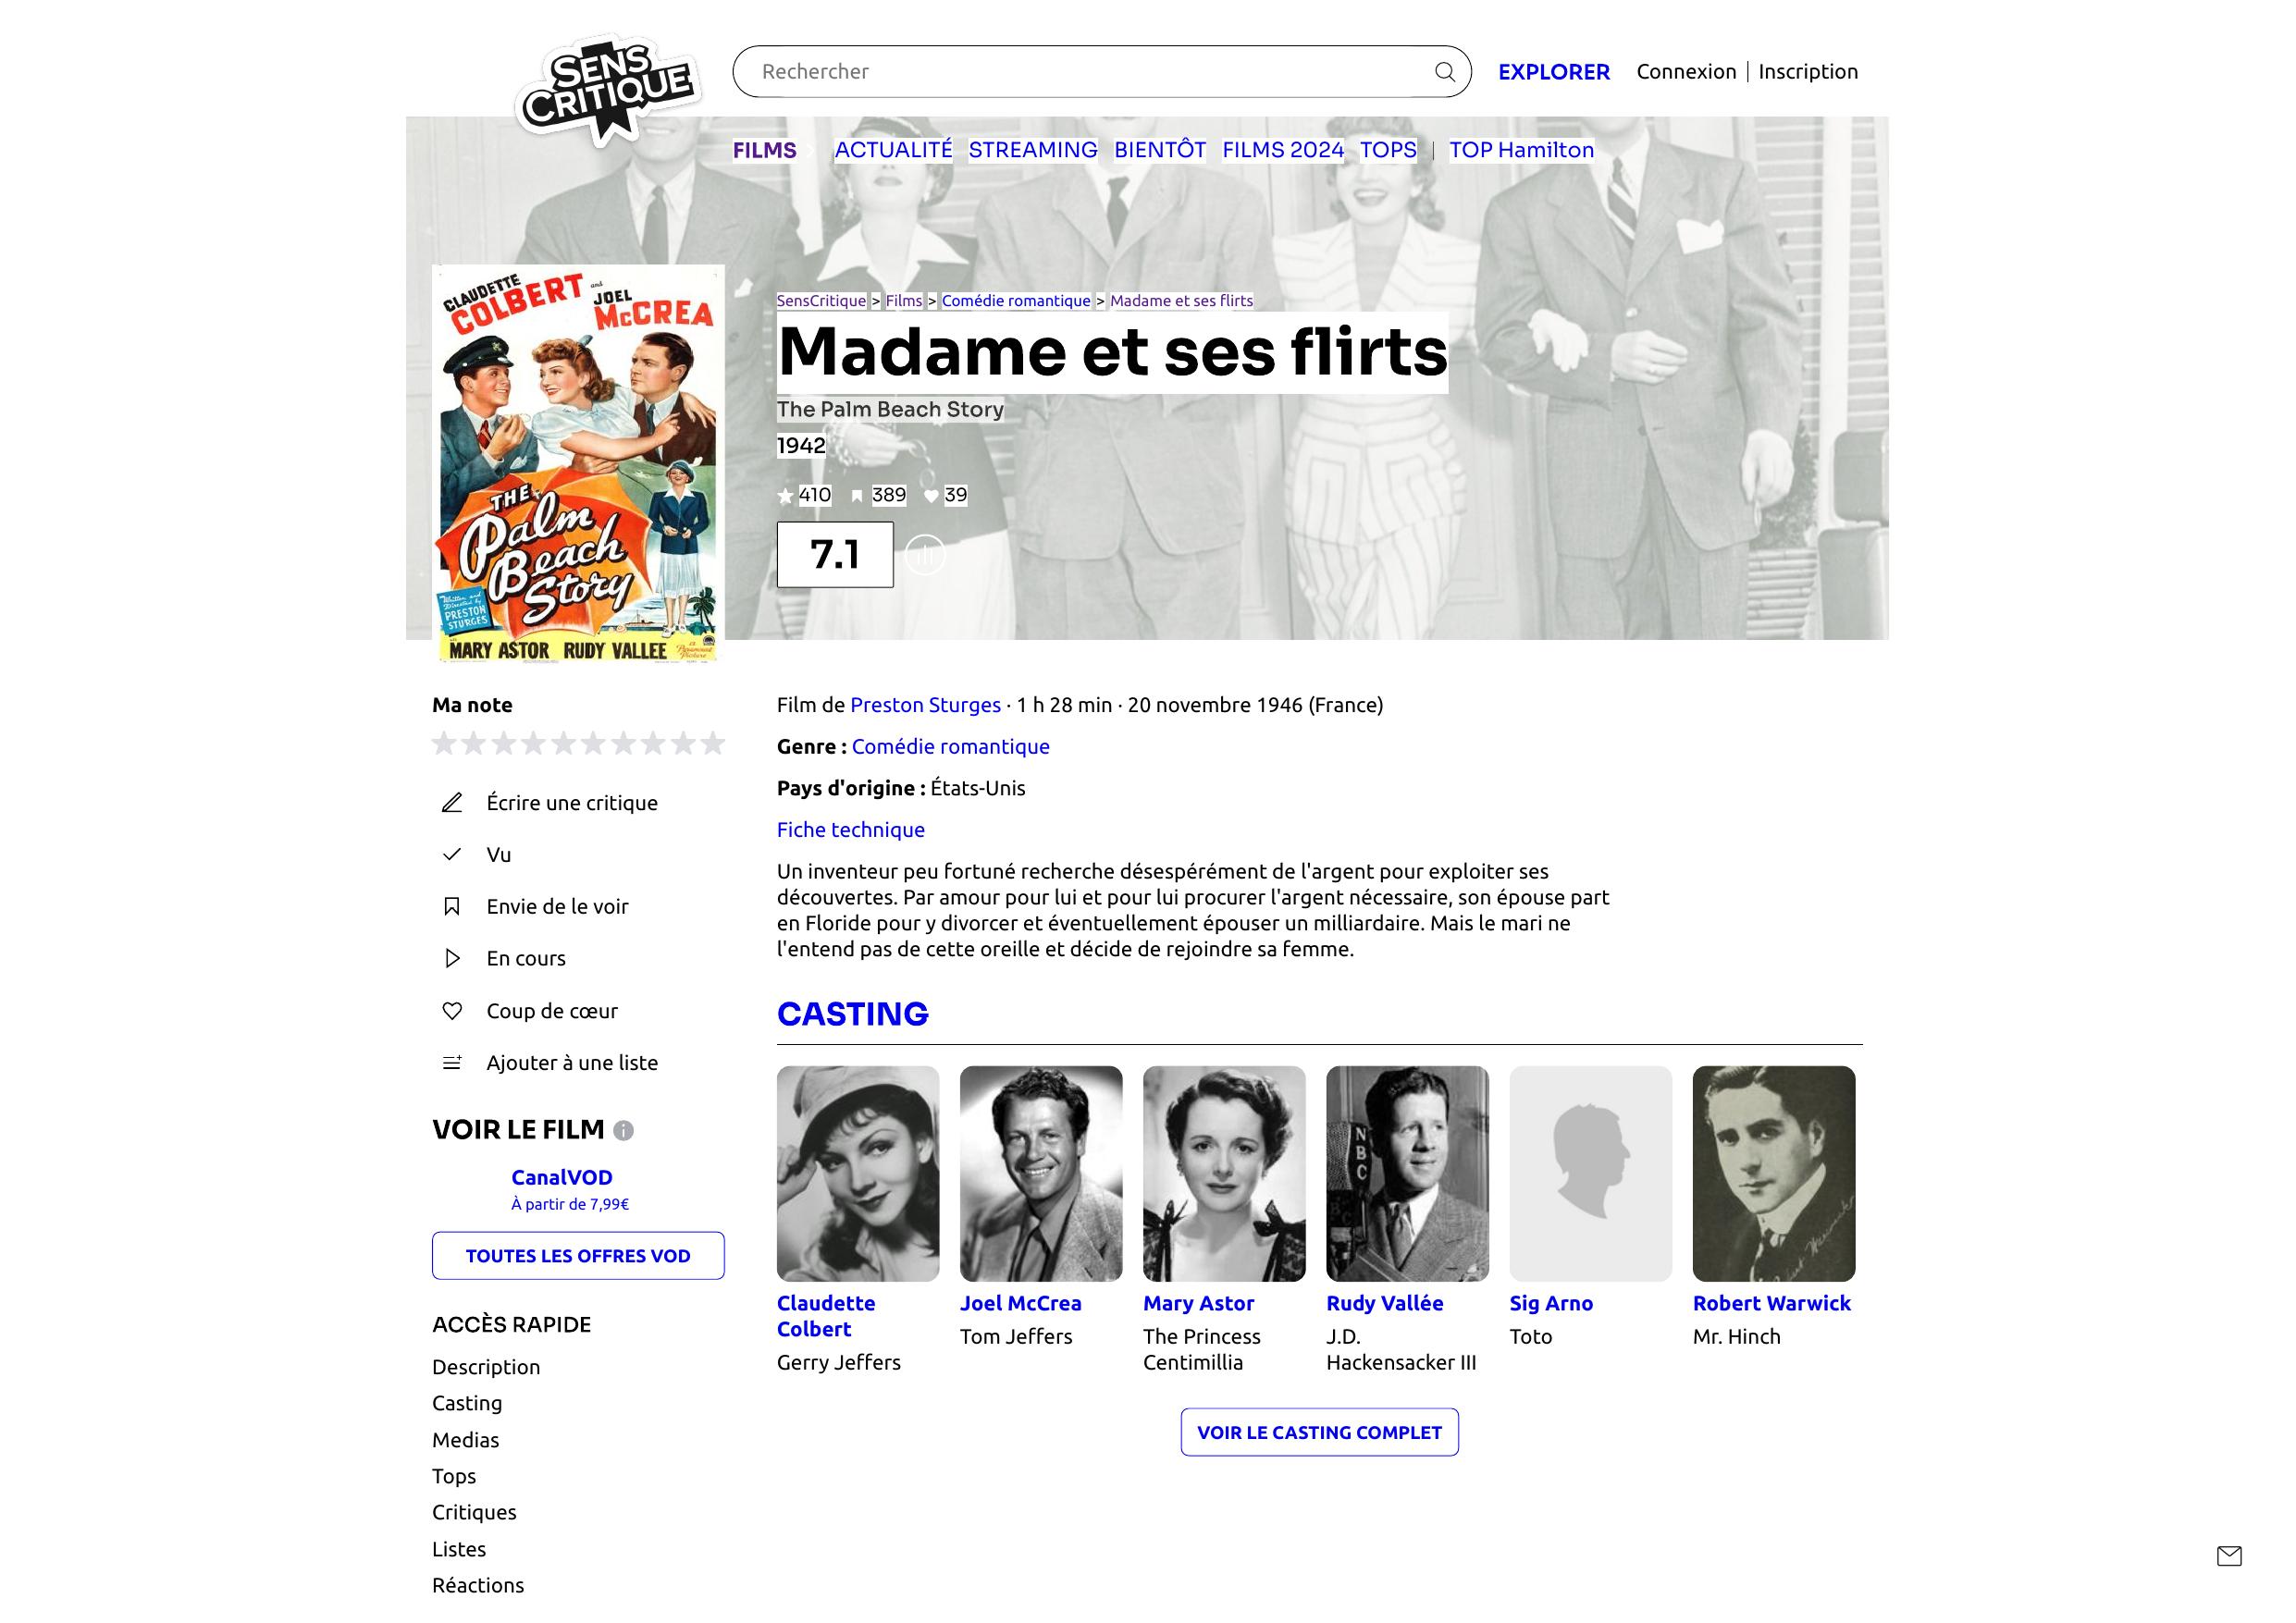 SENS
CRITIQUE
Rechercher
EXPLORER
Connexion | Inscription
FILMS
ACTUALITÉ STREAMING BIENTÔT FILMS 2024 TOPS | TOP Hamilton
CLAUDETTE
COLBERT
and
JOEL
McCREA
THE
Palm
Beach
Story
Written and
Directed by
PRESTON
STURGES
MARY ASTOR RUDY VALLEE
SensCritique > Films > Comédie romantique > Madame et ses flirts
Madame et ses flirts
The Palm Beach Story
1942
410 389 39
7.1
Ma note
Écrire une critique
Vu
Envie de le voir
En cours
Coup de cœur
Ajouter à une liste
VOIR LE FILM
CanalVOD
À partir de 7,99€
TOUTES LES OFFRES VOD
ACCÈS RAPIDE
Description
Casting
Medias
Tops
Critiques
Listes
Réactions
Film de Preston Sturges · 1 h 28 min · 20 novembre 1946 (France)
Genre : Comédie romantique
Pays d'origine : États-Unis
Fiche technique
Un inventeur peu fortuné recherche désespérément de l'argent pour exploiter ses
découvertes. Par amour pour lui et pour lui procurer l'argent nécessaire, son épouse part
en Floride pour y divorcer et éventuellement épouser un milliardaire. Mais le mari ne
l'entend pas de cette oreille et décide de rejoindre sa femme.
CASTING
NBC
Claudette
Colbert
Gerry Jeffers
Joel McCrea
Tom Jeffers
Mary Astor
The Princess
Centimillia
Rudy Vallée
J.D.
Hackensacker III
Sig Arno
Toto
Robert Warwick
Mr. Hinch
VOIR LE CASTING COMPLET